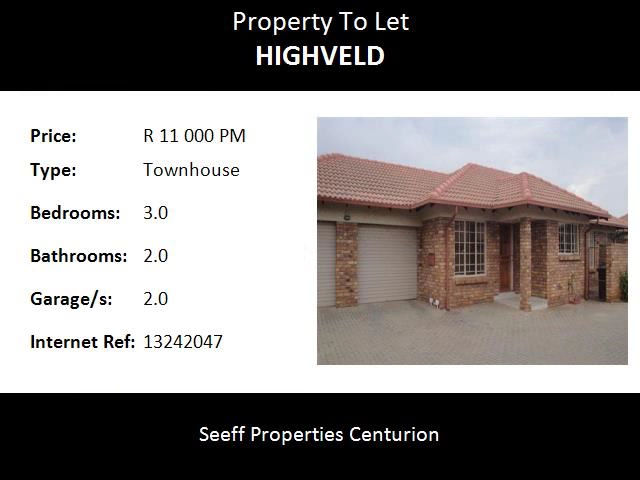 Property To Let
HIGHVELD
Price: R 11 000 PM
Type: Townhouse
Bedrooms: 3.0
Bathrooms: 2.0
Garage/s: 2.0
Internet Ref: 13242047
Seeff Properties Centurion